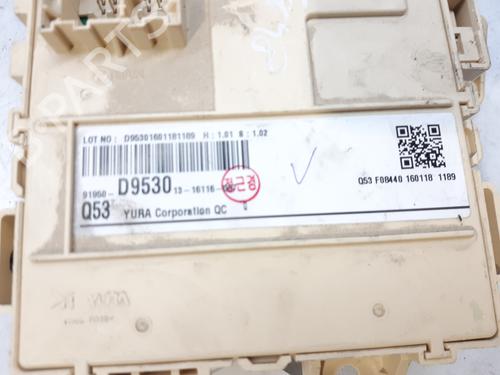 LOT NO : D95301601181189 H : 1.01 S : 1.02
91950- D9530 13-16116-
Q53 YURA Corporation QC
Q53 F08440 160118 1189